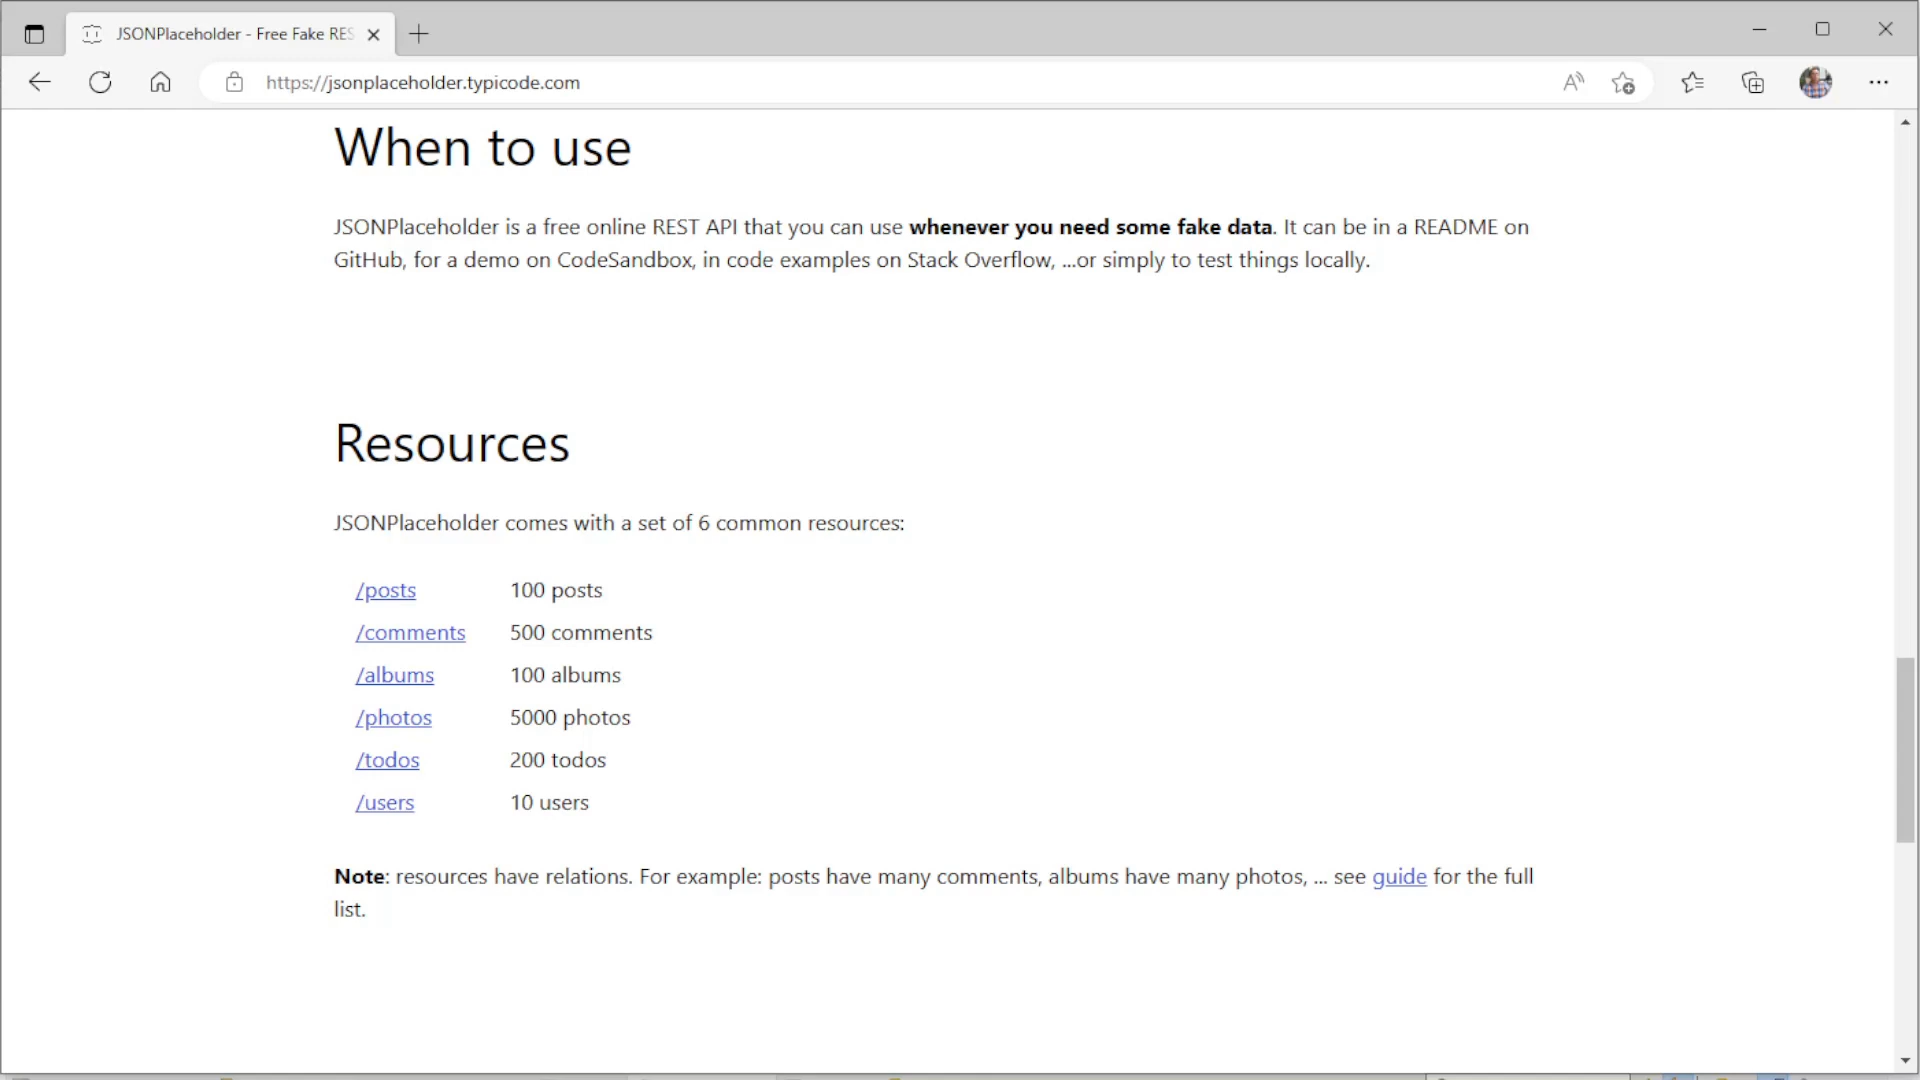 JSONPlaceholder - Free Fake RES
https://jsonplaceholder.typicode.com
When to use
JSONPlaceholder is a free online REST API that you can use whenever you need some fake data. It can be in a README on
GitHub, for a demo on CodeSandbox, in code examples on Stack Overflow, ...or simply to test things locally.
Resources
JSONPlaceholder comes with a set of 6 common resources:
/posts 100 posts
/comments 500 comments
/albums 100 albums
/photos 5000 photos
/todos 200 todos
/users 10 users
Note: resources have relations. For example: posts have many comments, albums have many photos, ... see guide for the full
list.